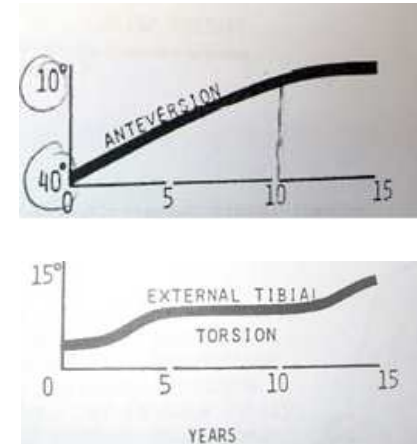 10°
ANTEVERSION
40°
0 5 10 15
15°
EXTERNAL TIBIAL
TORSION
0 5 10 15
YEARS